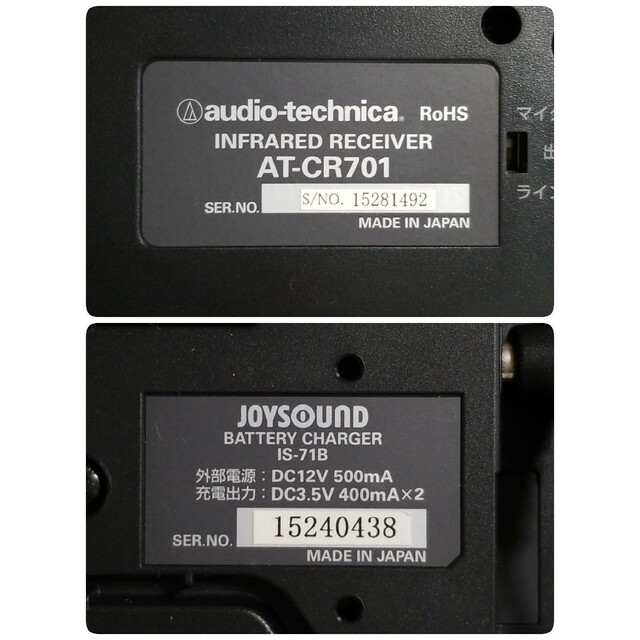 audio-technica® RoHS
INFRARED RECEIVER
AT-CR701
SER.NO. S/NO. 15281492
MADE IN JAPAN
マイク
出
ライン
JOYSOUND
BATTERY CHARGER
IS-71B
外部電源：DC12V 500mA
充電出力：DC3.5V 400mA×2
SER.NO. 15240438
MADE IN JAPAN